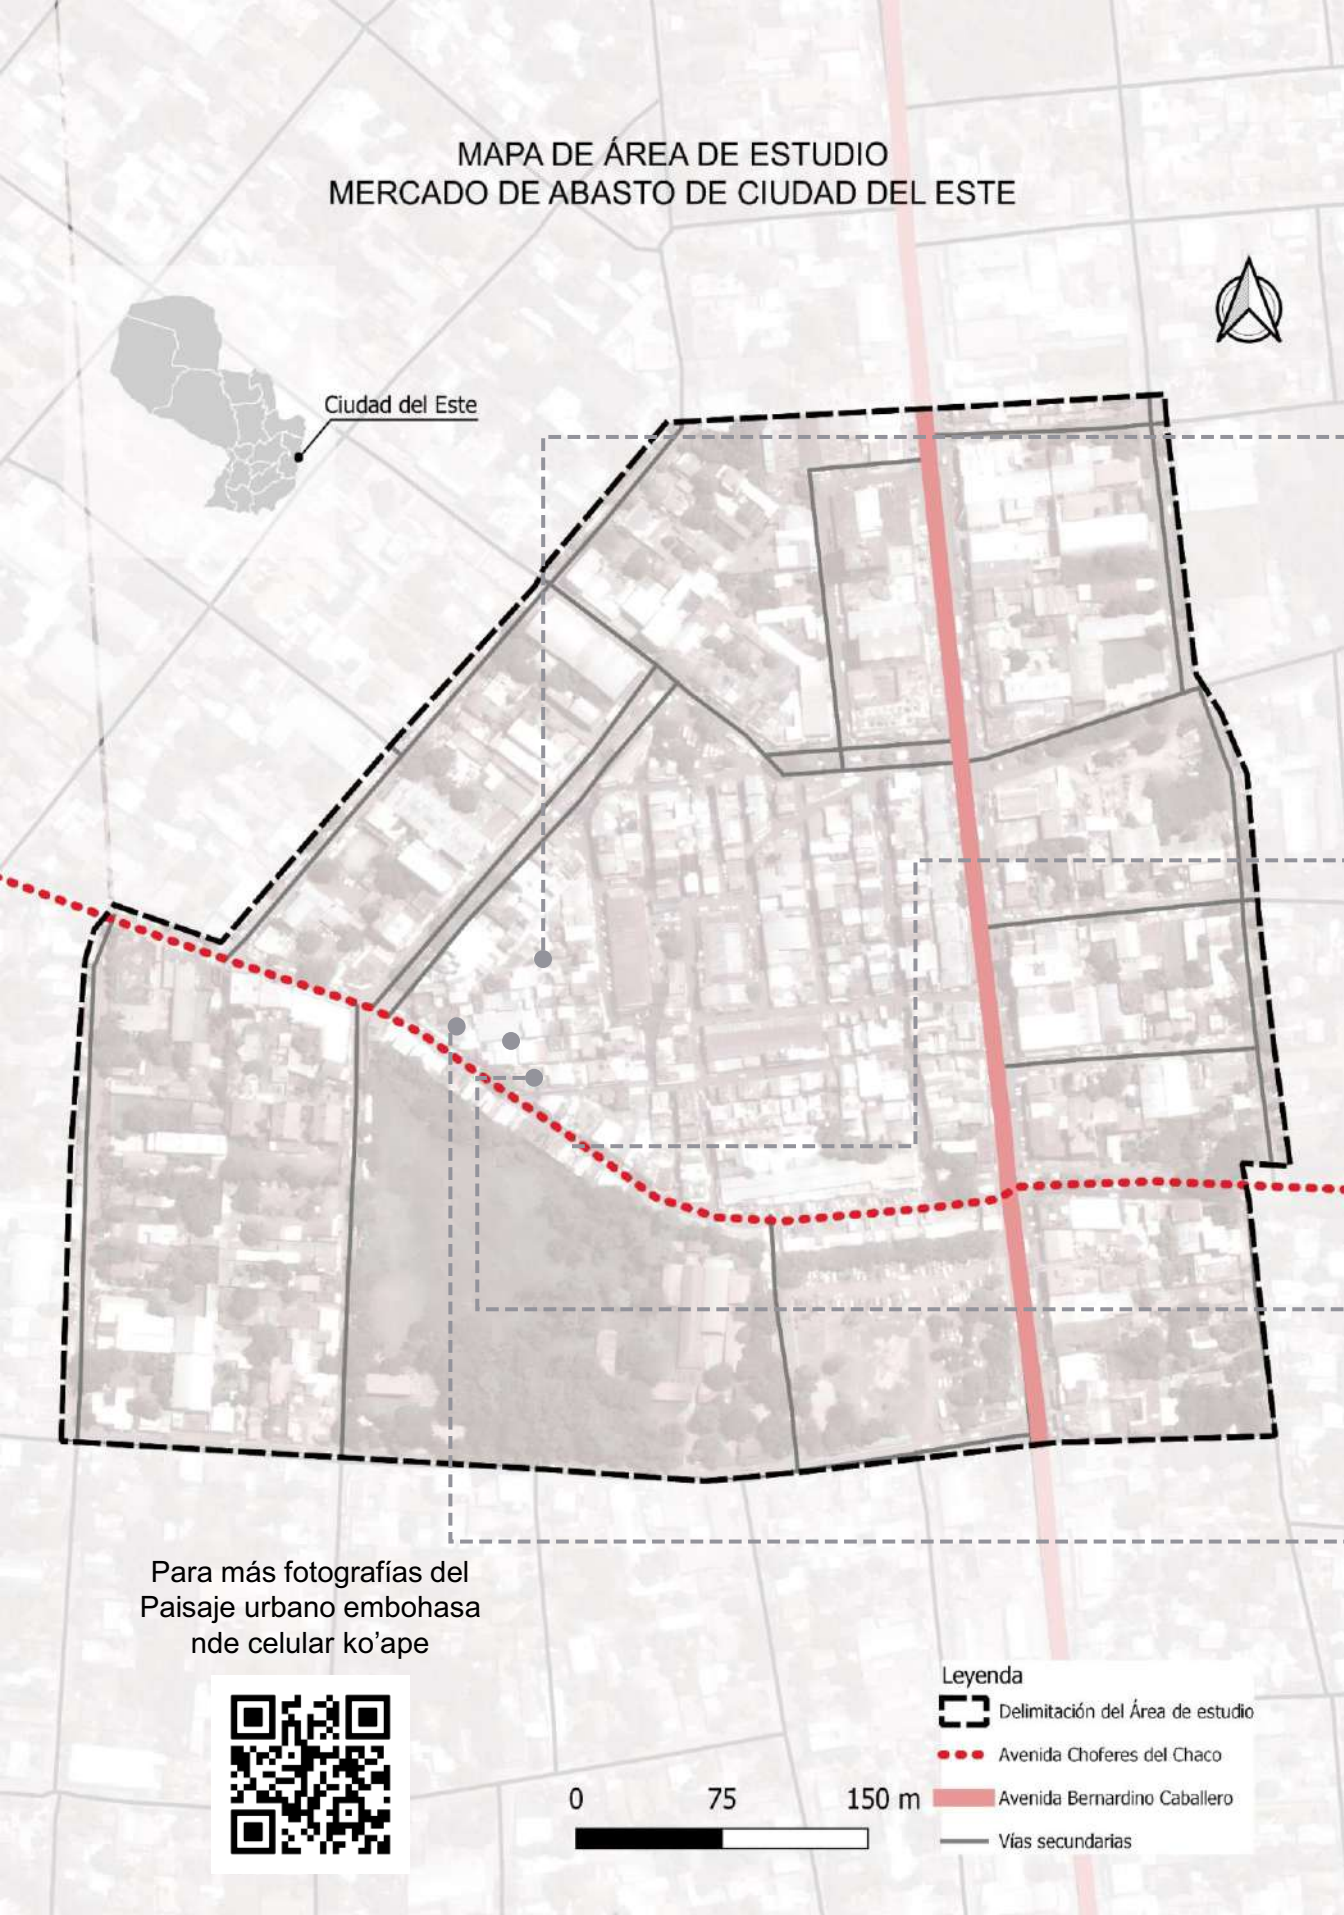 MAPA DE ÁREA DE ESTUDIO
MERCADO DE ABASTO DE CIUDAD DEL ESTE
Ciudad del Este
Para más fotografías del
Paisaje urbano embohasa
nde celular ko’ape
Leyenda
Delimitación del Área de estudio
Avenida Choferes del Chaco
Avenida Bernardino Caballero
Vías secundarias
0 75 150 m